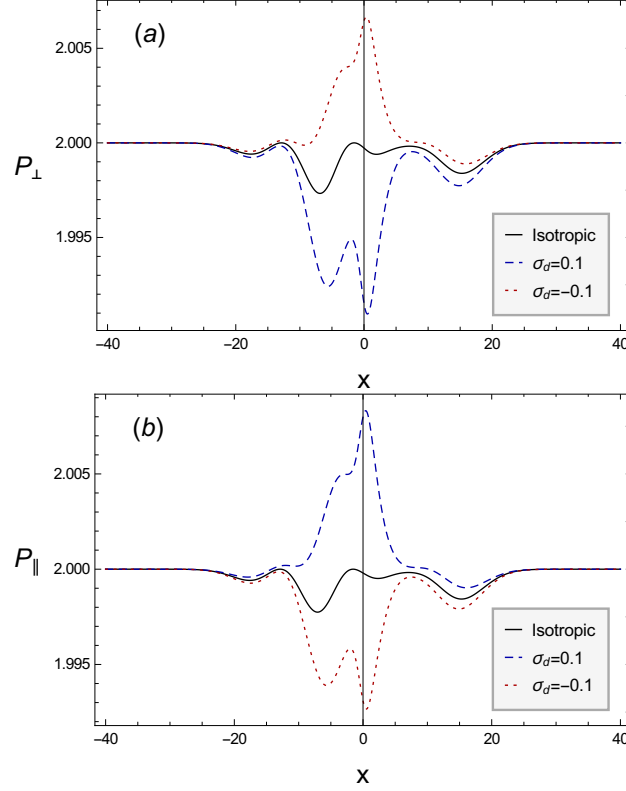 (a)
2.005
2.000
1.995
P⊥
Isotropic
σd=0.1
σd=-0.1
-40 -20 0 20 40
x
(b)
2.005
2.000
1.995
P∥
Isotropic
σd=0.1
σd=-0.1
-40 -20 0 20 40
x